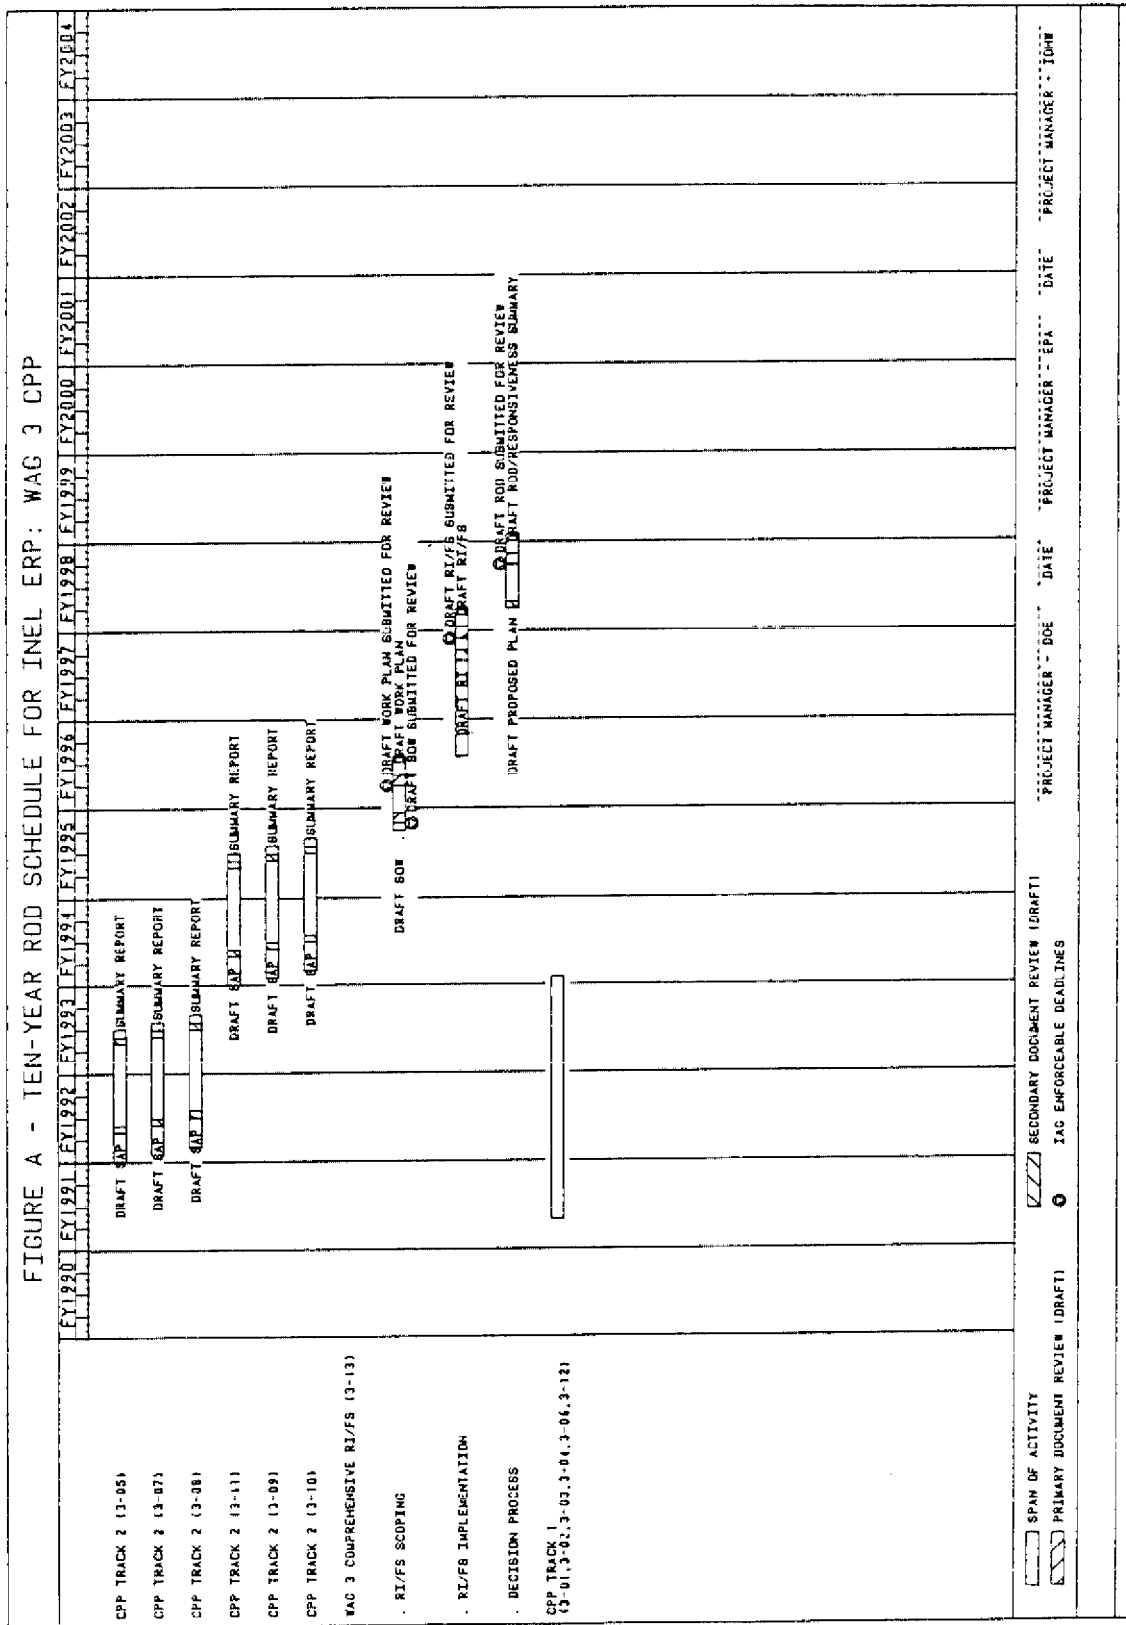 FIGURE A - TEN-YEAR ROD SCHEDULE FOR INEL ERP: WAG 3 CPP
FY1990 FY1991 FY1992 FY1993 FY1994 FY1995 FY1996 FY1997 FY1998 FY1999 FY2000 FY2001 FY2002 FY2003 FY2004
CPP TRACK 2 (3-05) DRAFT SAP SUMMARY REPORT
CPP TRACK 2 (3-07) DRAFT SAP SUMMARY REPORT
CPP TRACK 2 (3-08) DRAFT SAP SUMMARY REPORT
CPP TRACK 2 (3-11) DRAFT SAP SUMMARY REPORT
CPP TRACK 2 (3-09) DRAFT SAP SUMMARY REPORT
CPP TRACK 2 (3-10) DRAFT SAP SUMMARY REPORT
WAG 3 COMPREHENSIVE RI/FS (3-13)
DRAFT WORK PLAN SUBMITTED FOR REVIEW
. RI/FS SCOPING DRAFT SOW DRAFT WORK PLAN
DRAFT SOW SUBMITTED FOR REVIEW
DRAFT RI/FS SUBMITTED FOR REVIEW
. RI/FS IMPLEMENTATION DRAFT RI DRAFT RI/FS
DRAFT ROD SUBMITTED FOR REVIEW
. DECISION PROCESS DRAFT PROPOSED PLAN DRAFT ROD/RESPONSIVENESS SUMMARY
CPP TRACK 1
(3-01,3-02,3-03,3-04,3-06,3-12)
SPAN OF ACTIVITY SECONDARY DOCUMENT REVIEW (DRAFT)
PRIMARY DOCUMENT REVIEW (DRAFT) IAG ENFORCEABLE DEADLINES
PROJECT MANAGER - DOE DATE PROJECT MANAGER - EPA DATE PROJECT MANAGER - IDHW